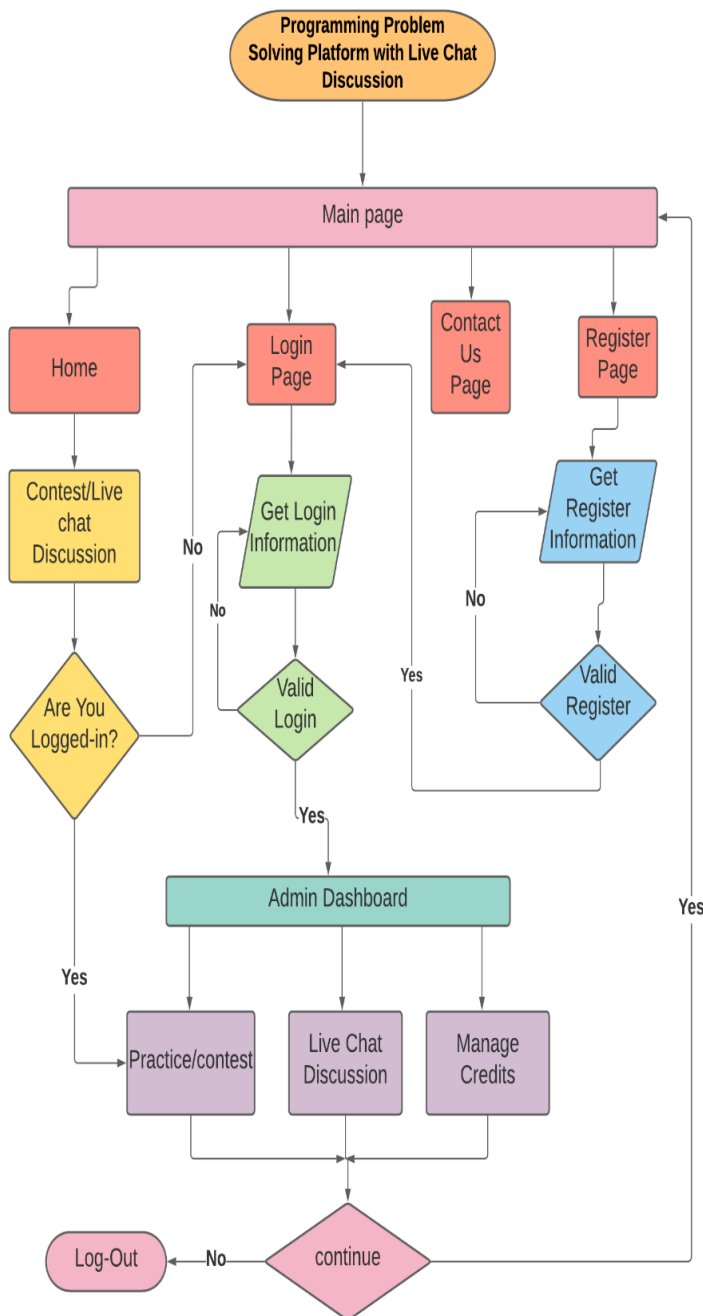 Programming Problem
Solving Platform with Live Chat
Discussion
Main page
Home
Login
Page
Contact
Us
Page
Register
Page
Contest/Live
chat
Discussion
Get Login
Information
Get
Register
Information
No
No
No
Are You
Logged-in?
Valid
Login
Yes
Valid
Register
Yes
Admin Dashboard
Yes
Yes
Practice/contest
Live Chat
Discussion
Manage
Credits
Log-Out
No
continue